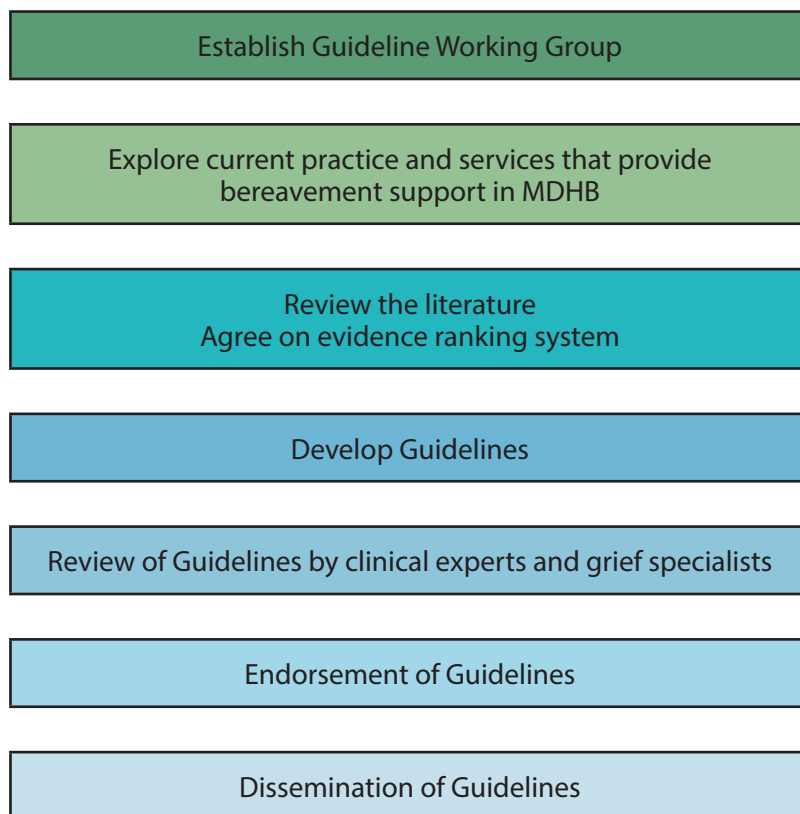 Establish Guideline Working Group
Explore current practice and services that provide
bereavement support in MDHB
Review the literature
Agree on evidence ranking system
Develop Guidelines
Review of Guidelines by clinical experts and grief specialists
Endorsement of Guidelines
Dissemination of Guidelines